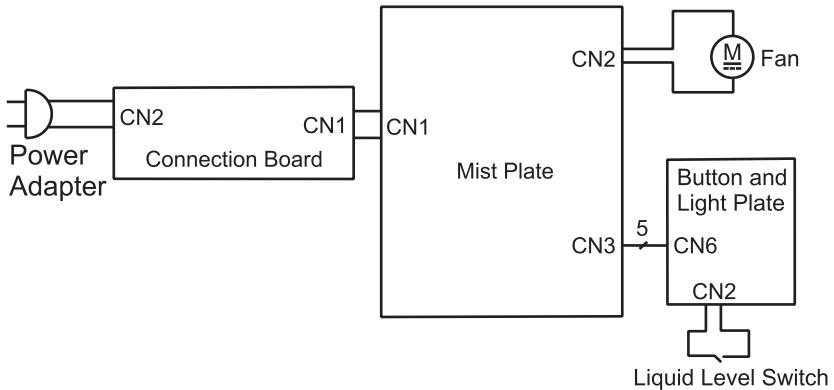 CN2
M
Fan
CN2
CN1
CN1
Power
Adapter
Connection Board
Mist Plate
Button and
Light Plate
CN3
5
CN6
CN2
Liquid Level Switch